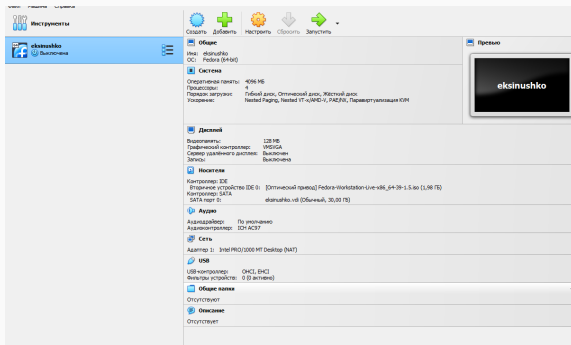 Файл Машина Справка
Инструменты
Создать Добавить Настроить Сбросить Запустить
eksinushko
Выключена
Общие
Имя: eksinushko
ОС: Fedora (64-bit)
Система
Оперативная память: 4096 МБ
Процессоры: 4
Порядок загрузки: Гибкий диск, Оптический диск, Жёсткий диск
Ускорение: Nested Paging, Nested VT-x/AMD-V, PAE/NX, Паравиртуализация KVM
Превью
eksinushko
Дисплей
Видеопамять: 128 МБ
Графический контроллер: VMSVGA
Сервер удалённого дисплея: Выключен
Запись: Выключена
Носители
Контроллер: IDE
Вторичное устройство IDE 0: [Оптический привод] Fedora-Workstation-Live-x86_64-39-1.5.iso (1,98 ГБ)
Контроллер: SATA
SATA порт 0: eksinushko.vdi (Обычный, 30,00 ГБ)
Аудио
Аудиодрайвер: По умолчанию
Аудиоконтроллер: ICH AC97
Сеть
Адаптер 1: Intel PRO/1000 MT Desktop (NAT)
USB
USB-контроллер: OHCI, EHCI
Фильтры устройств: 0 (0 активно)
Общие папки
Отсутствуют
Описание
Отсутствует